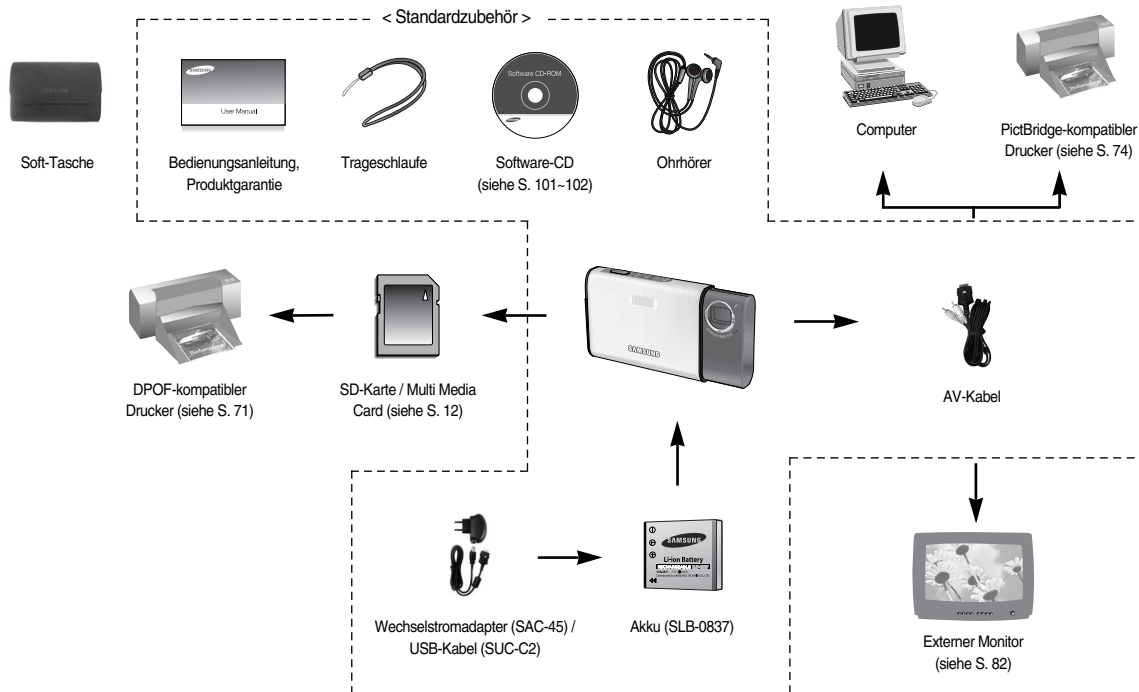 < Standardzubehör >
SAMSUNG
User Manual
Software CD-ROM
Soft-Tasche
Bedienungsanleitung,
Produktgarantie
Trageschlaufe
Software-CD
(siehe S. 101~102)
Ohrhörer
Computer
PictBridge-kompatibler
Drucker (siehe S. 74)
SAMSUNG
DPOF-kompatibler
Drucker (siehe S. 71)
SD-Karte / Multi Media
Card (siehe S. 12)
AV-Kabel
SAMSUNG
Li-ion Battery
Wechselstromadapter (SAC-45) /
USB-Kabel (SUC-C2)
Akku (SLB-0837)
Externer Monitor
(siehe S. 82)